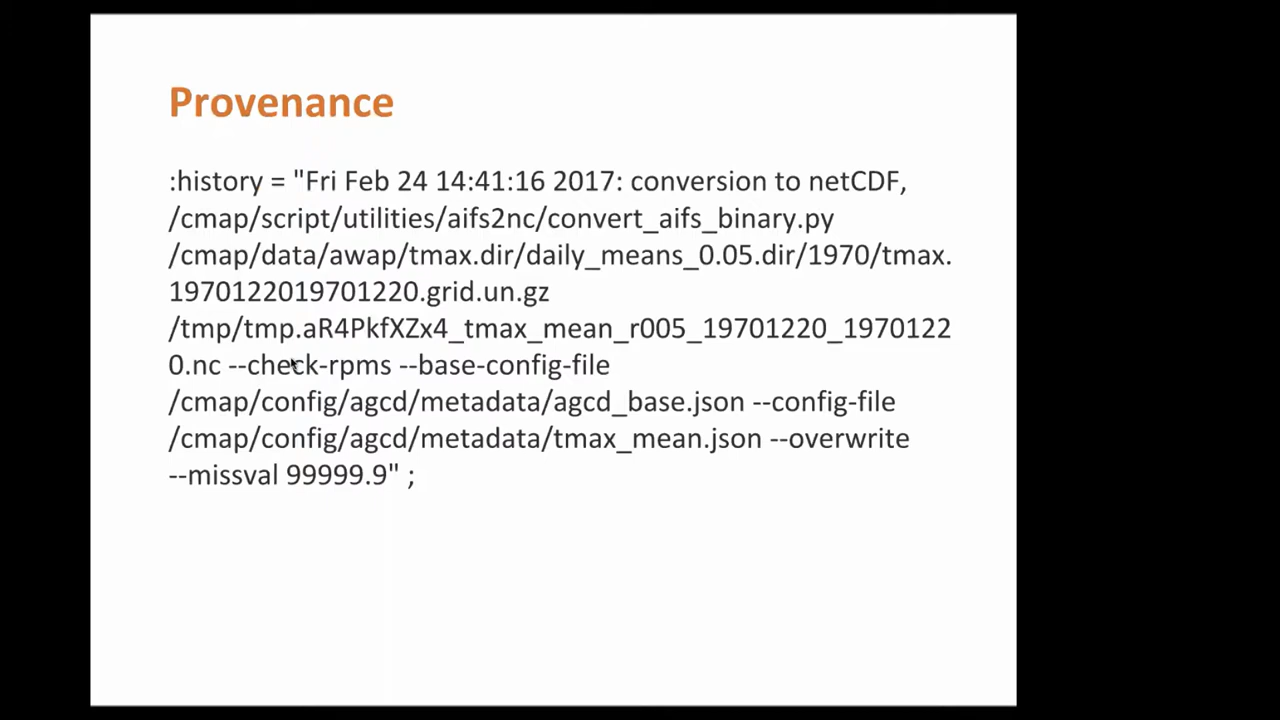 Provenance
:history = "Fri Feb 24 14:41:16 2017: conversion to netCDF,
/cmap/script/utilities/aifs2nc/convert_aifs_binary.py
/cmap/data/awap/tmax.dir/daily_means_0.05.dir/1970/tmax.
1970122019701220.grid.un.gz
/tmp/tmp.aR4PkfXZx4_tmax_mean_r005_19701220_1970122
0.nc --check-rpms --base-config-file
/cmap/config/agcd/metadata/agcd_base.json --config-file
/cmap/config/agcd/metadata/tmax_mean.json --overwrite
--missval 99999.9" ;